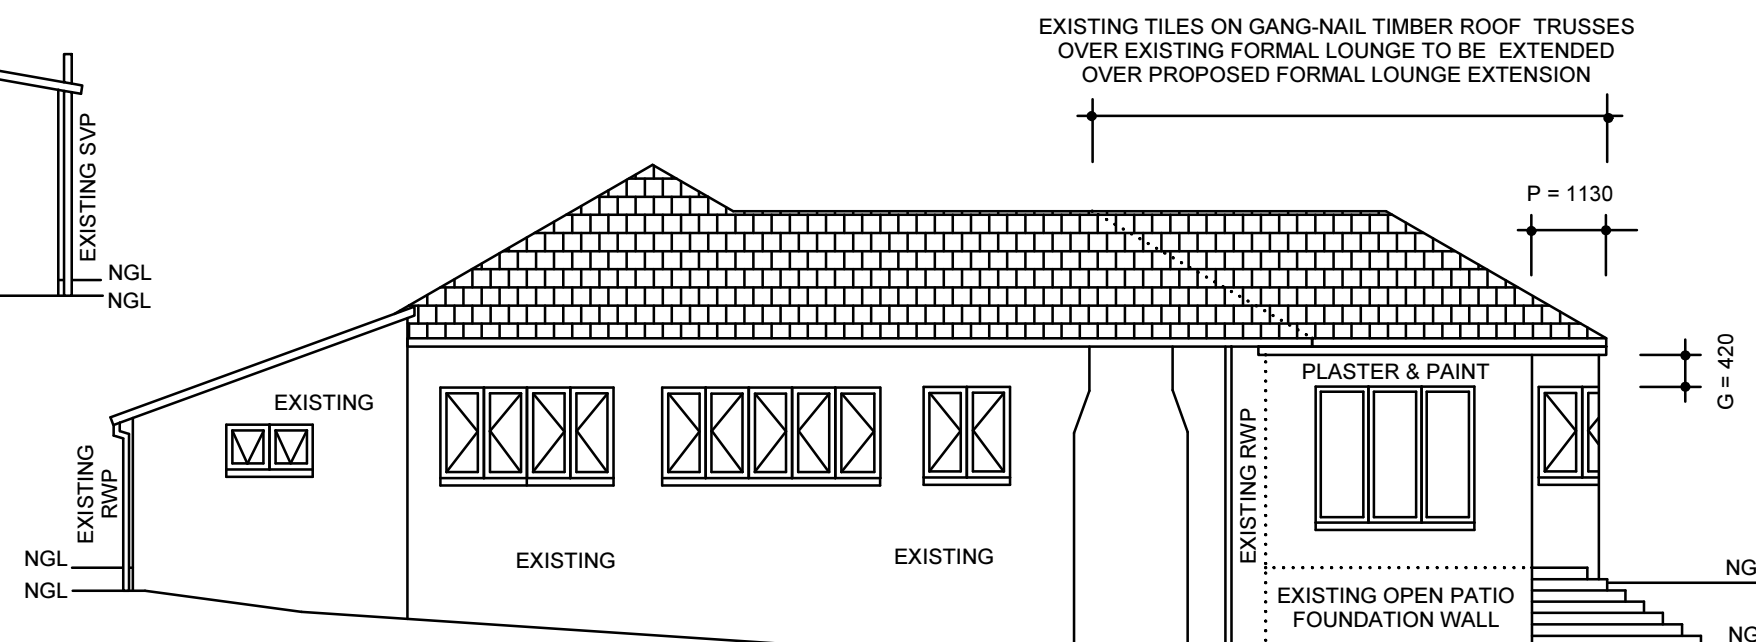 EXISTING TILES ON GANG-NAIL TIMBER ROOF TRUSSES
OVER EXISTING FORMAL LOUNGE TO BE EXTENDED
OVER PROPOSED FORMAL LOUNGE EXTENSION
EXISTING SVP
NGL
NGL
P = 1130
G = 420
EXISTING
PLASTER & PAINT
EXISTING
RWP
EXISTING RWP
EXISTING
EXISTING
NGL
NGL
NG
EXISTING OPEN PATIO
FOUNDATION WALL
NG